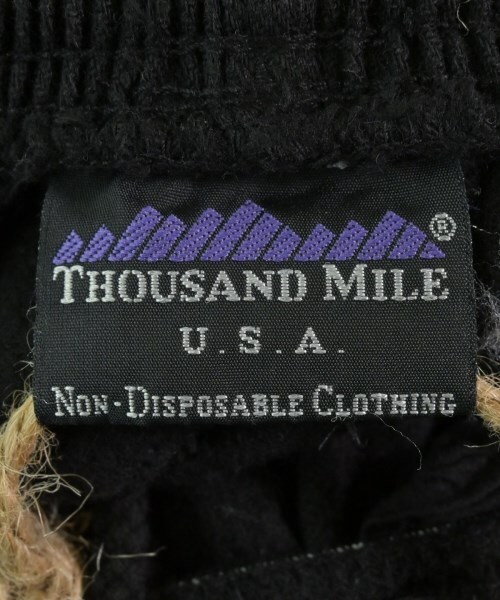 ®
THOUSAND MILE
U.S.A.
NON-DISPOSABLE CLOTHING